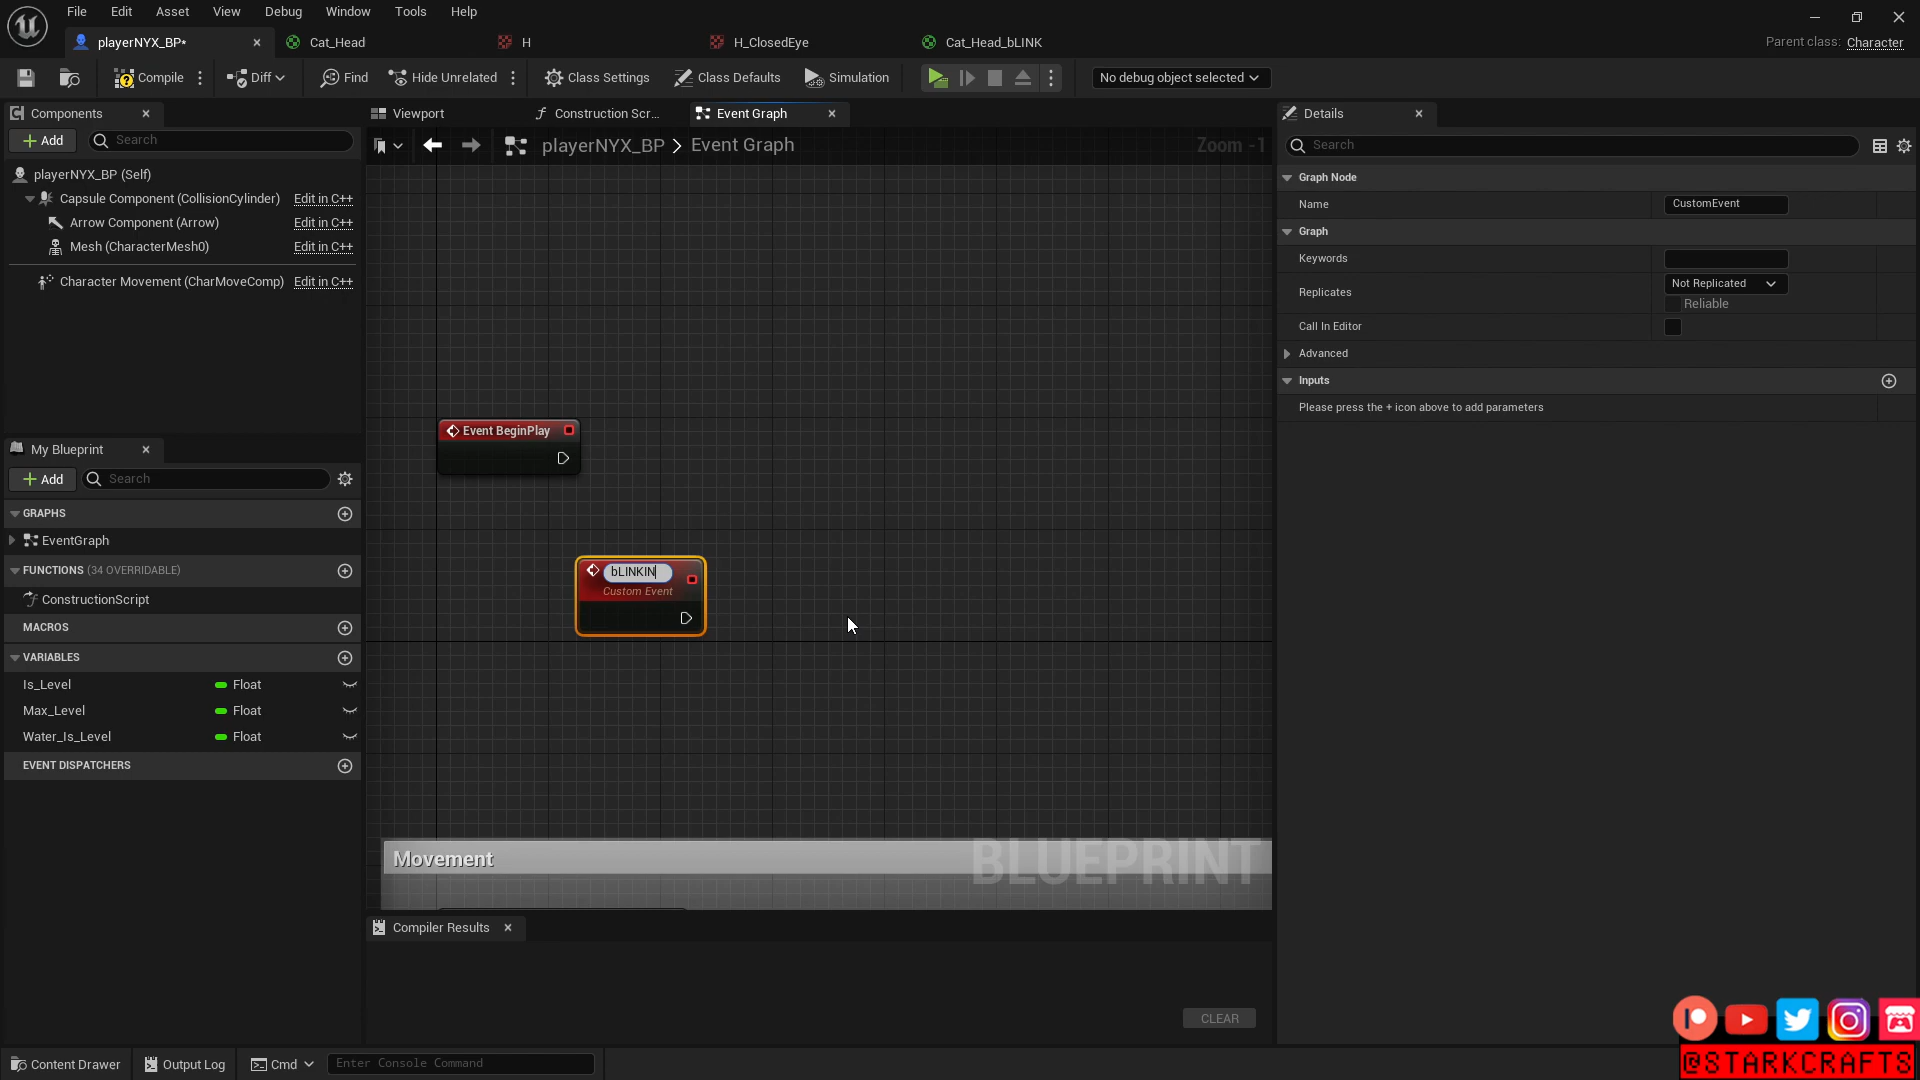 File Edit Asset View Debug Window Tools Help
playerNYX_BP* Cat_Head H H_ClosedEye Cat_Head_bLINK Parent class: Character
Compile Diff Find Hide Unrelated Class Settings Class Defaults Simulation No debug object selected
Components Viewport Construction Scr... Event Graph Details
Add Search playerNYX_BP > Event Graph Zoom -1 Search
playerNYX_BP (Self)
Capsule Component (CollisionCylinder) Edit in C++
Arrow Component (Arrow) Edit in C++
Mesh (CharacterMesh0) Edit in C++
Character Movement (CharMoveComp) Edit in C++
Graph Node
Name CustomEvent
Graph
Keywords
Replicates Not Replicated
Reliable
Call In Editor
Advanced
Inputs
Please press the + icon above to add parameters
Event BeginPlay
bLINKIN
Custom Event
My Blueprint
Add Search
GRAPHS
EventGraph
FUNCTIONS (34 OVERRIDABLE)
ConstructionScript
MACROS
VARIABLES
Is_Level Float
Max_Level Float
Water_Is_Level Float
EVENT DISPATCHERS
Movement BLUEPRINT
Compiler Results
CLEAR
Content Drawer Output Log Cmd Enter Console Command
@STARKCRAFTS